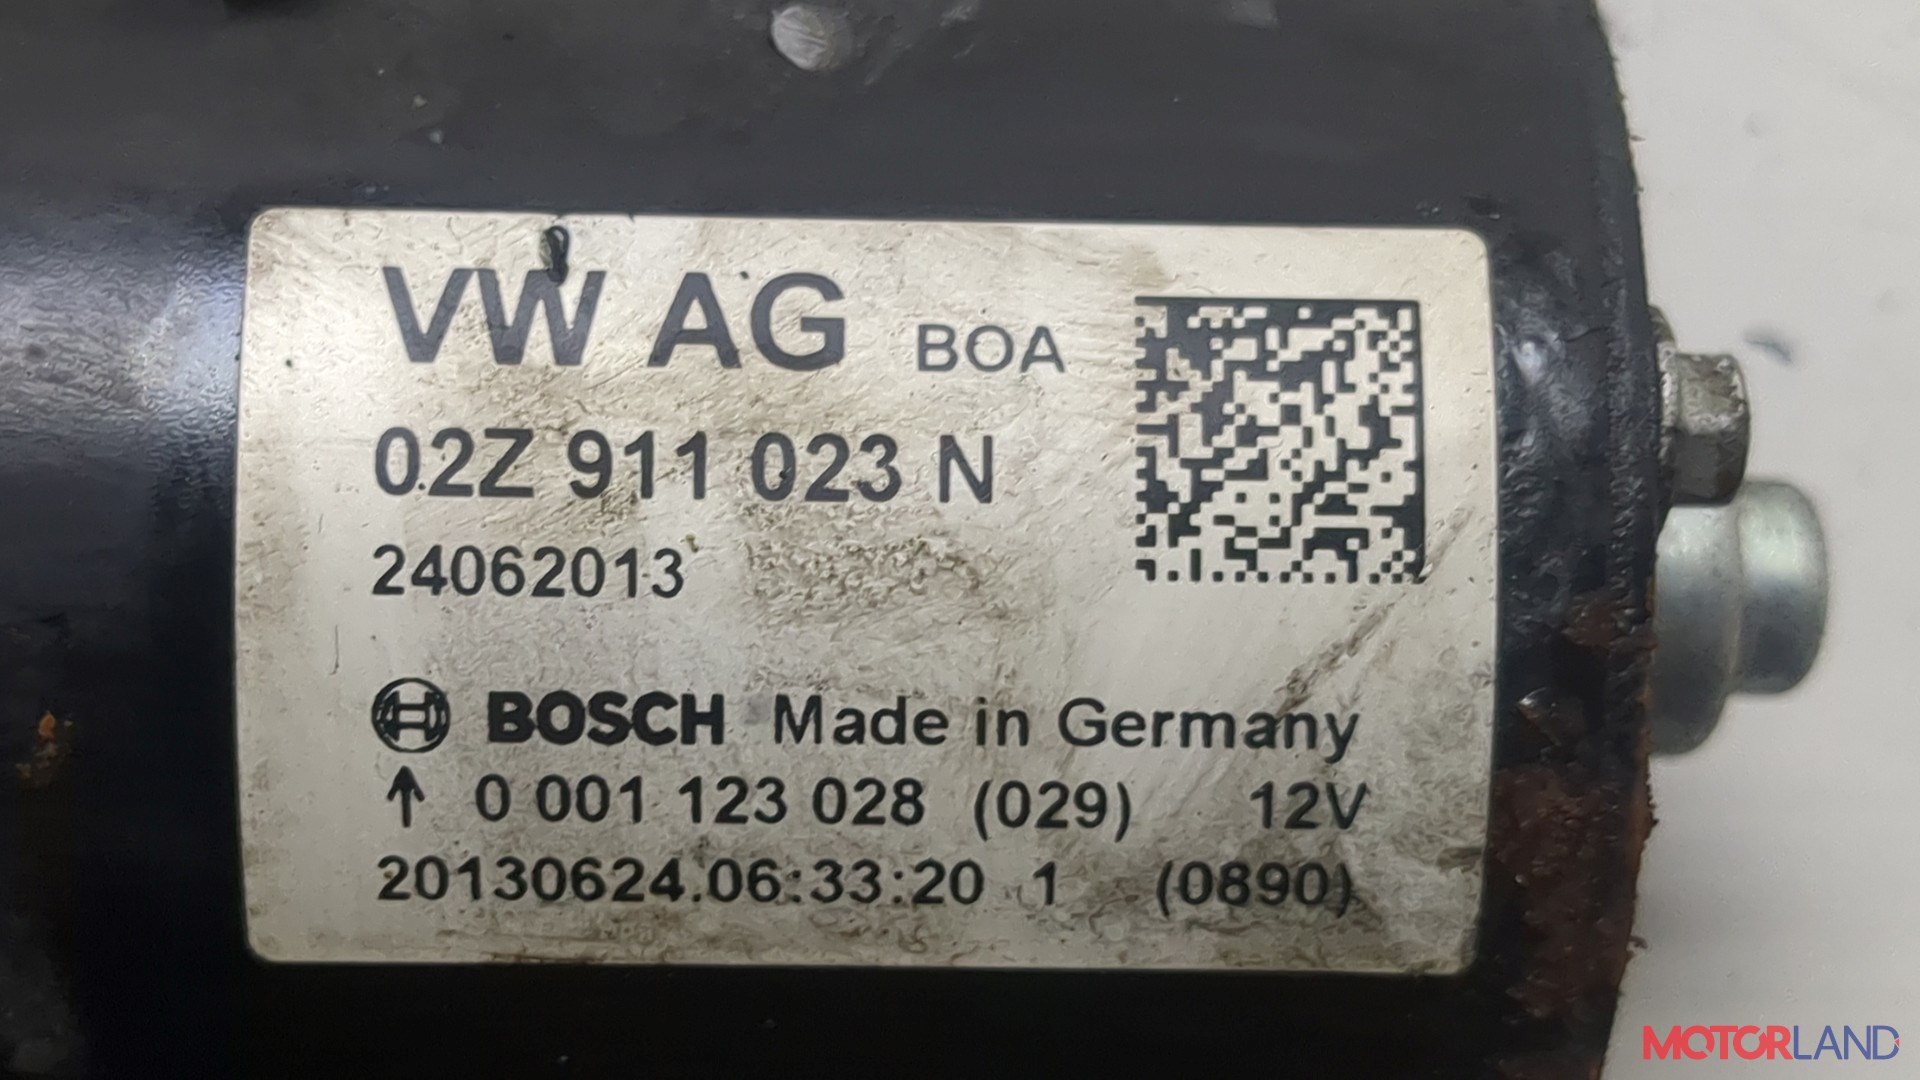 VW AG BOA
02Z 911 023 N
24062013
BOSCH Made in Germany
↑ 0 001 123 028 (029) 12V
20130624.06:33:20 1 (0890)
MOTORLAND